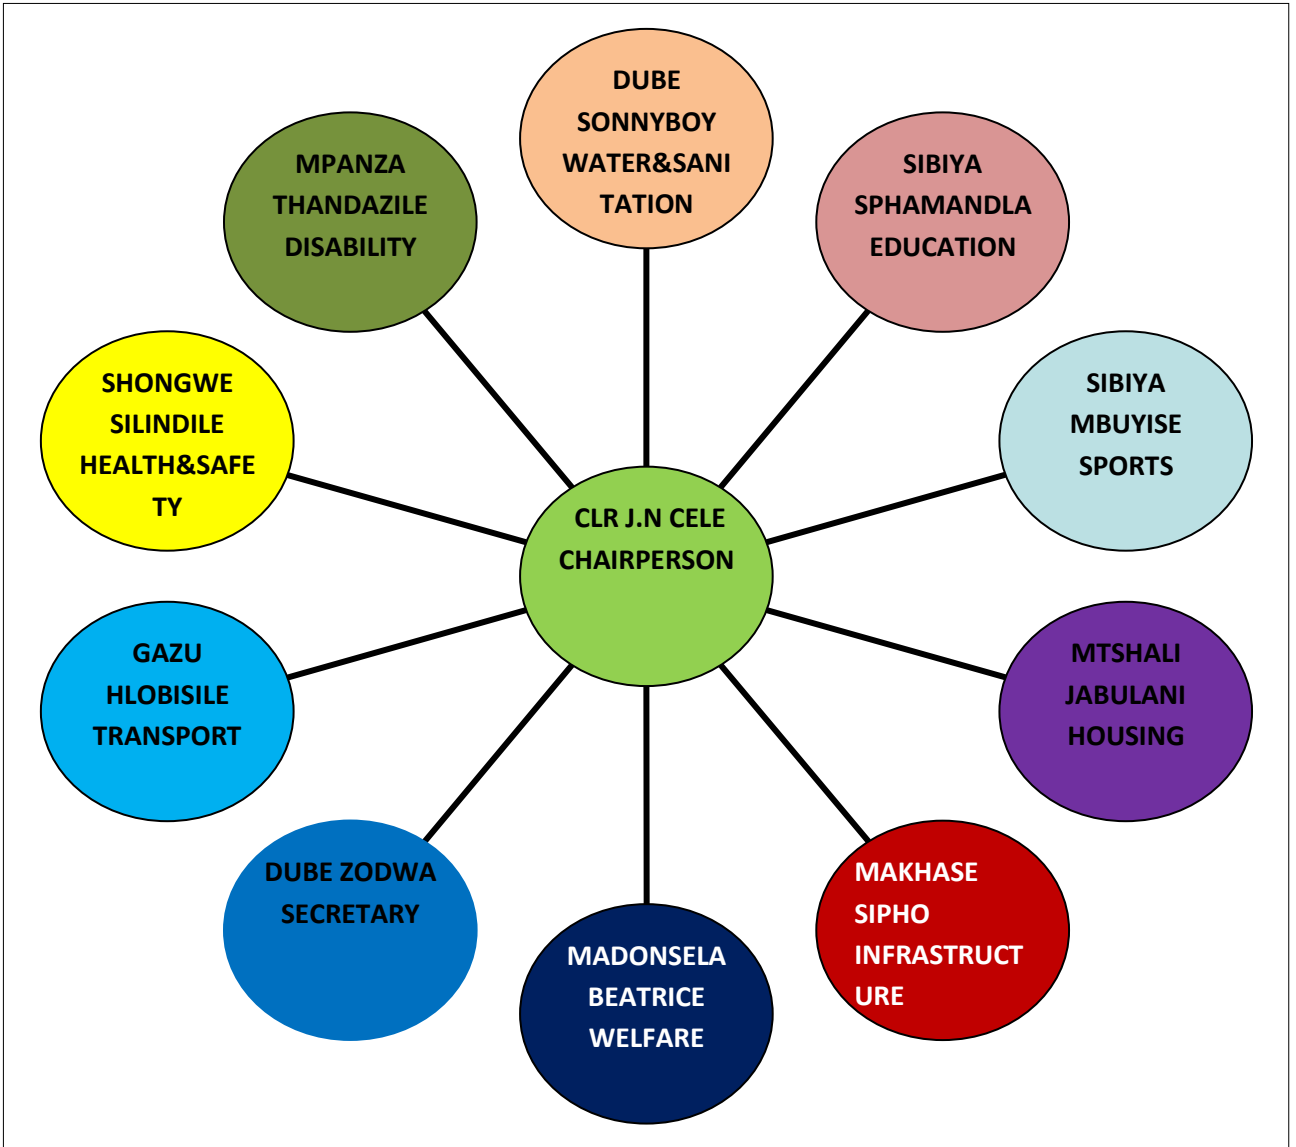 DUBE
SONNYBOY
WATER&SANI
TATION
SIBIYA
SPHAMANDLA
EDUCATION
SIBIYA
MBUYISE
SPORTS
MTSHALI
JABULANI
HOUSING
MAKHASE
SIPHO
INFRASTRUCT
URE
MADONSELA
BEATRICE
WELFARE
DUBE ZODWA
SECRETARY
GAZU
HLOBISILE
TRANSPORT
SHONGWE
SILINDILE
HEALTH&SAFE
TY
MPANZA
THANDAZILE
DISABILITY
CLR J.N CELE
CHAIRPERSON